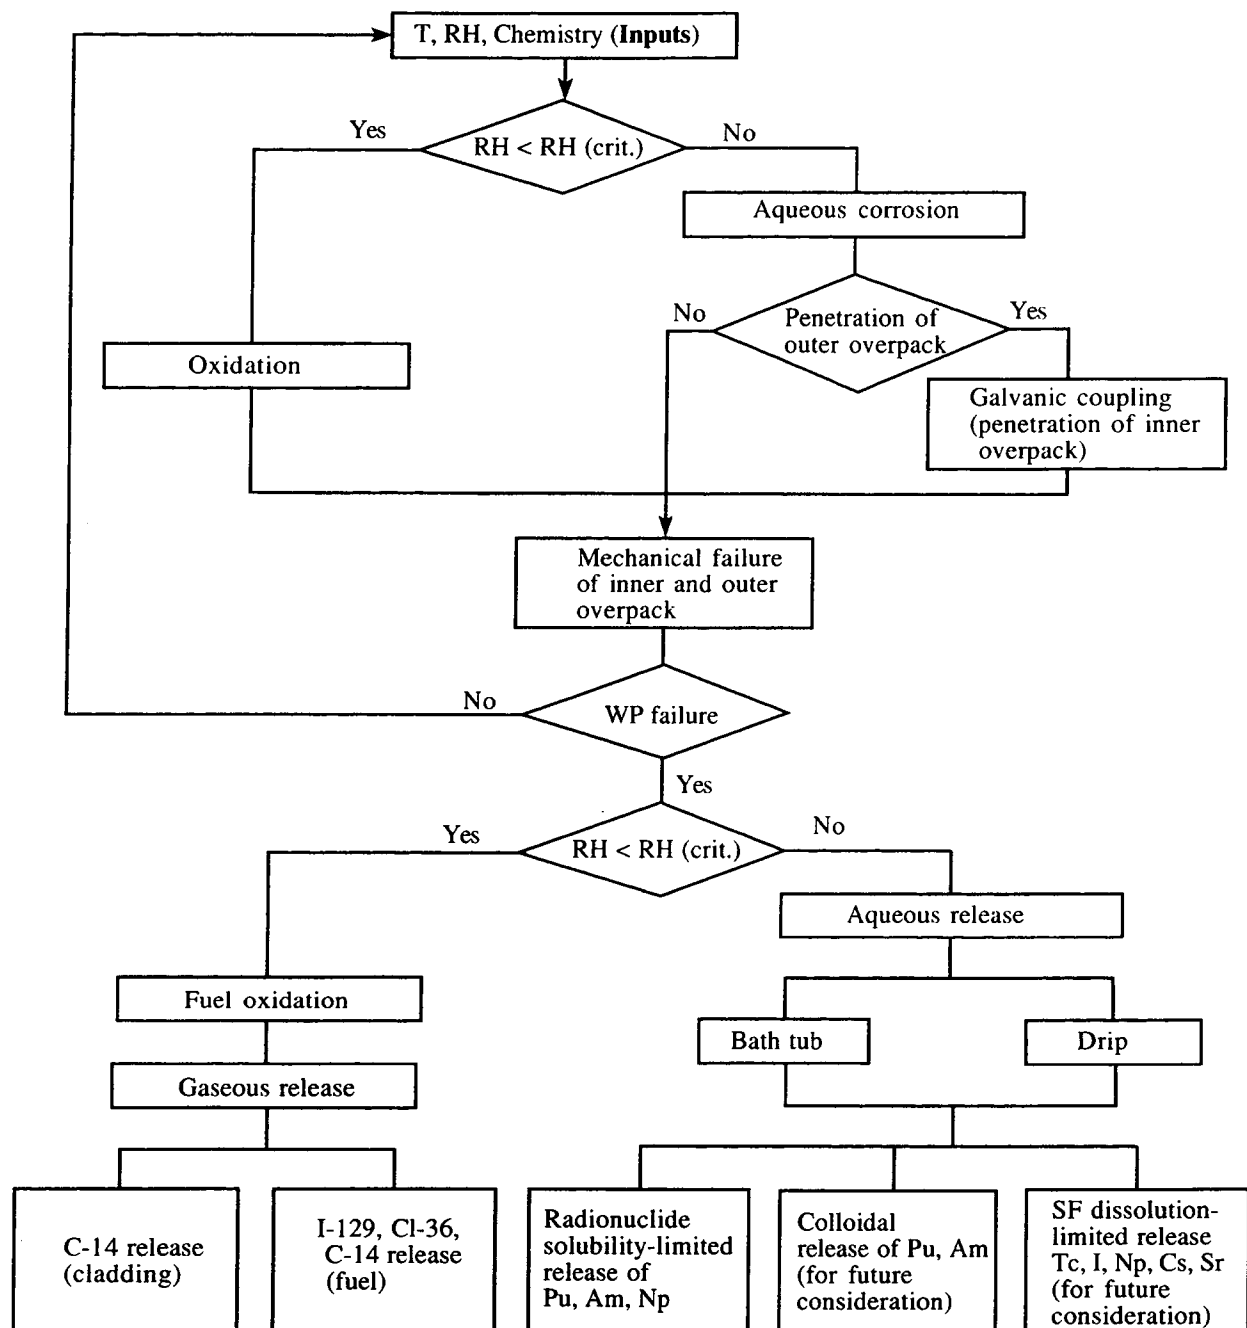 T, RH, Chemistry (Inputs)
Yes
RH < RH (crit.)
No
Aqueous corrosion
No
Penetration of
outer overpack
Yes
Oxidation
Galvanic coupling
(penetration of inner
overpack)
Mechanical failure
of inner and outer
overpack
No
WP failure
Yes
Yes
RH < RH (crit.)
No
Aqueous release
Fuel oxidation
Bath tub
Drip
Gaseous release
C-14 release
(cladding)
I-129, Cl-36,
C-14 release
(fuel)
Radionuclide
solubility-limited
release of
Pu, Am, Np
Colloidal
release of Pu, Am
(for future
consideration)
SF dissolution-
limited release
Tc, I, Np, Cs, Sr
(for future
consideration)